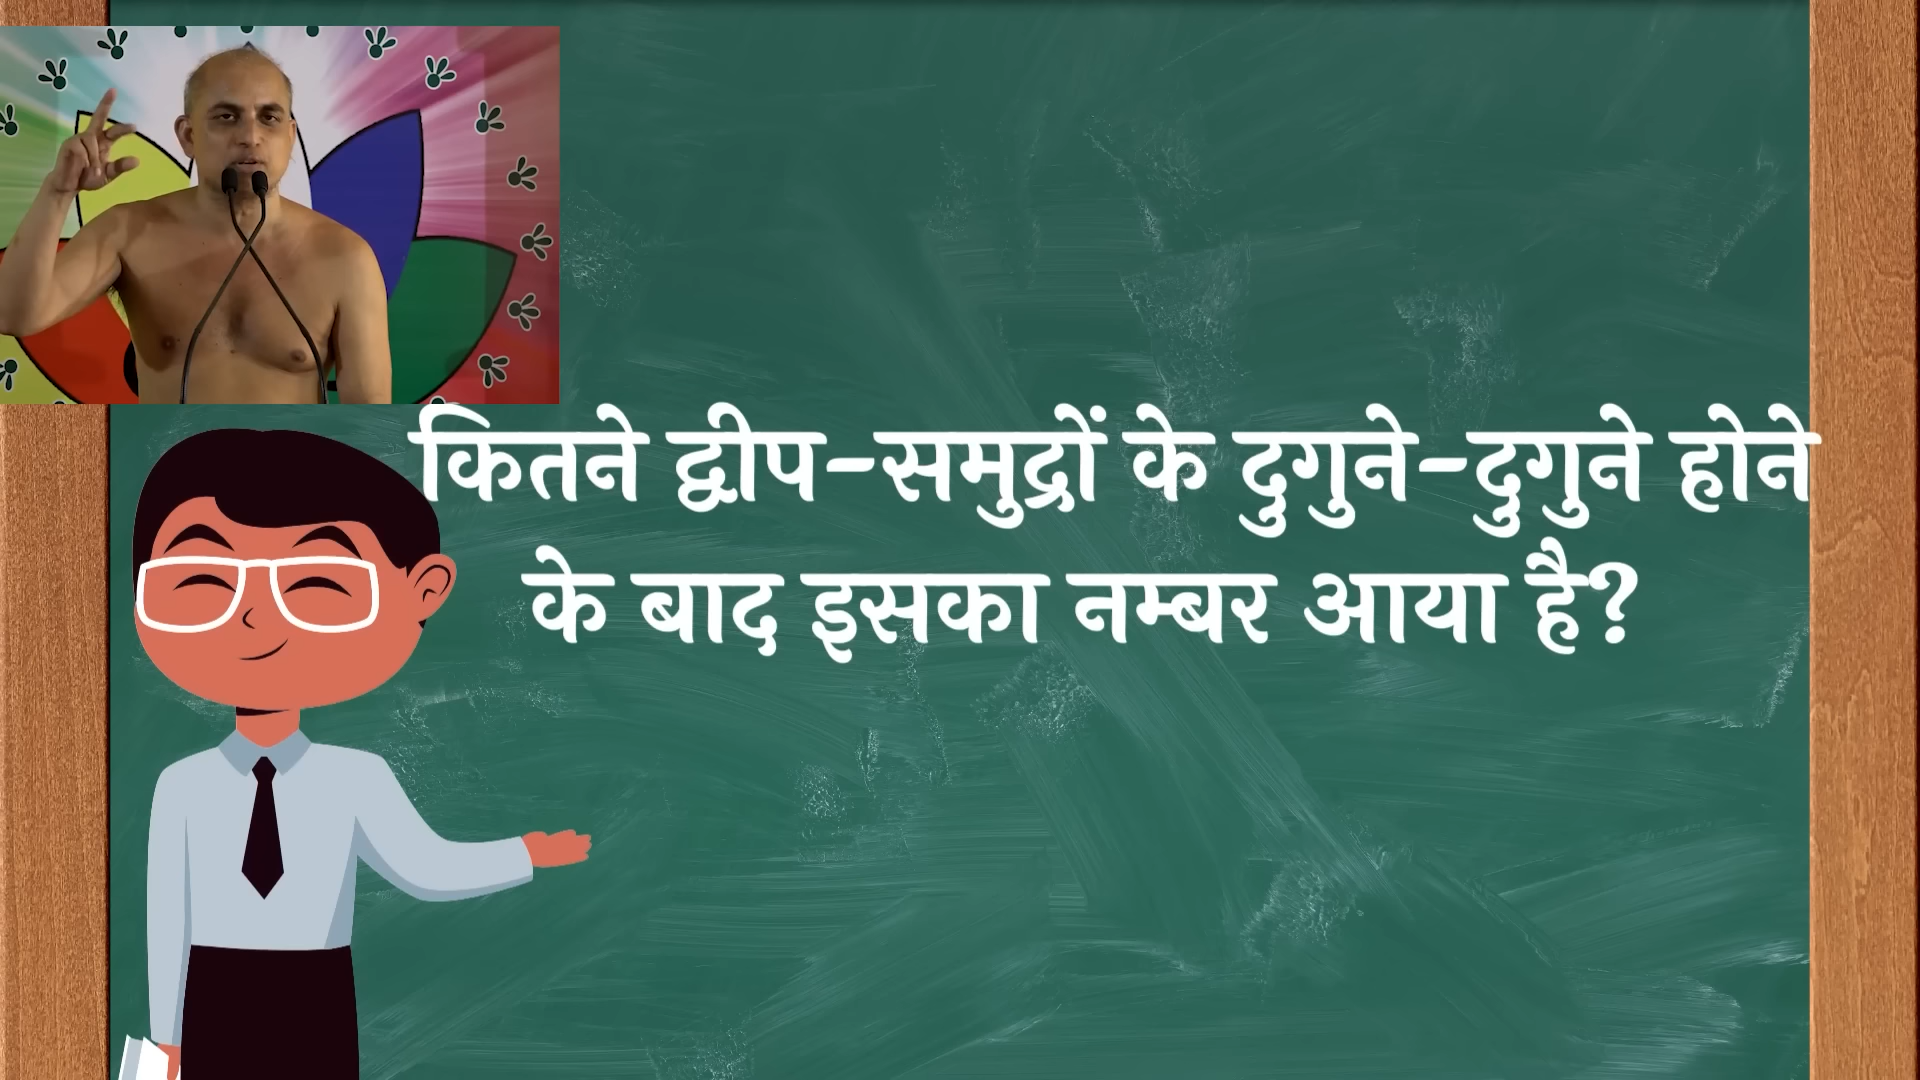 कितने द्वीप-समुद्रों के दुगुने-दुगुने होने
के बाद इसका नम्बर आया है?